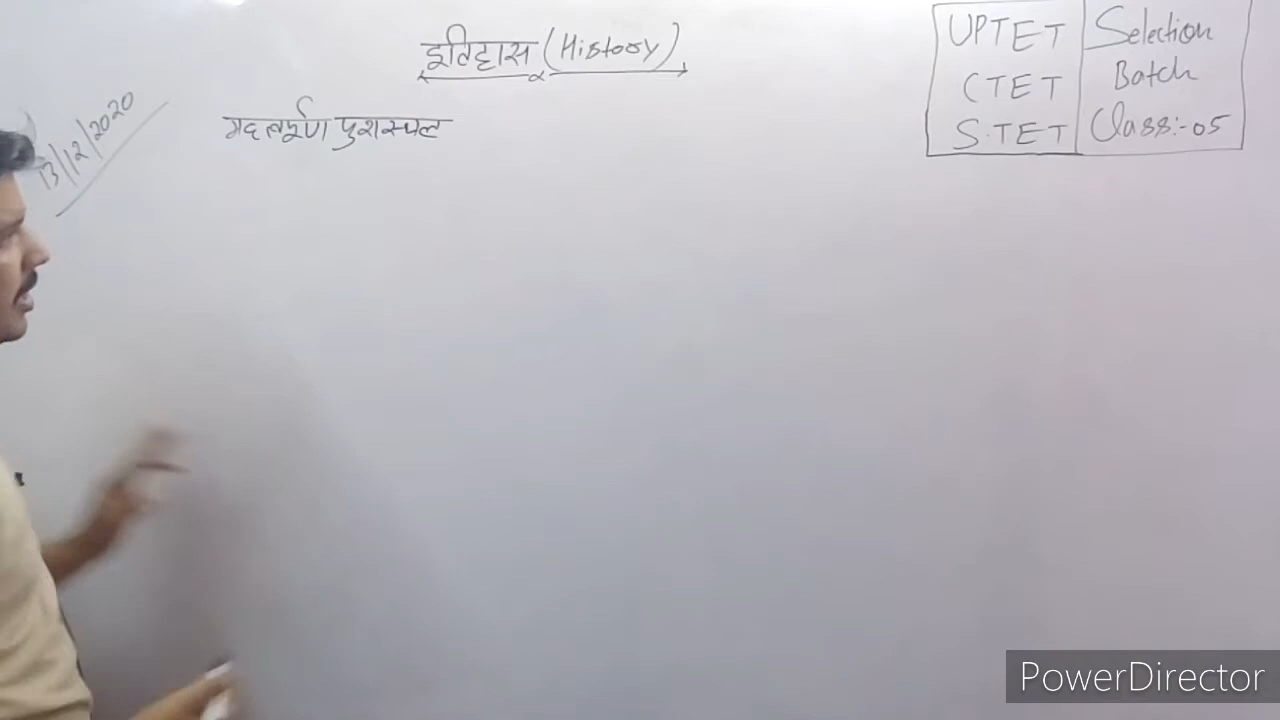 इतिहास (History)
13/12/2020
महत्वपूर्ण पुरास्थल
UPTET Selection
CTET Batch
S.TET Class:-05
PowerDirector